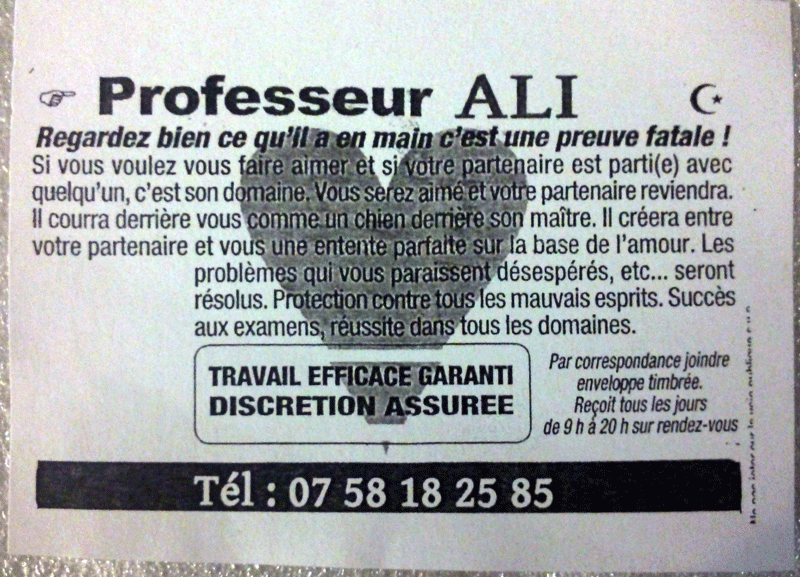 Professeur ALI
Regardez bien ce qu'il a en main c'est une preuve fatale !
Si vous voulez vous faire aimer et si votre partenaire est parti(e) avec
quelqu'un, c'est son domaine. Vous serez aimé et votre partenaire reviendra.
Il courra derrière vous comme un chien derrière son maître. Il créera entre
votre partenaire et vous une entente parfaite sur la base de l'amour. Les
problèmes qui vous paraissent désespérés, etc... seront
résolus. Protection contre tous les mauvais esprits. Succès
aux examens, réussite dans tous les domaines.
TRAVAIL EFFICACE GARANTI
DISCRETION ASSUREE
Par correspondance joindre
enveloppe timbrée.
Reçoit tous les jours
de 9 h à 20 h sur rendez-vous
Tél : 07 58 18 25 85